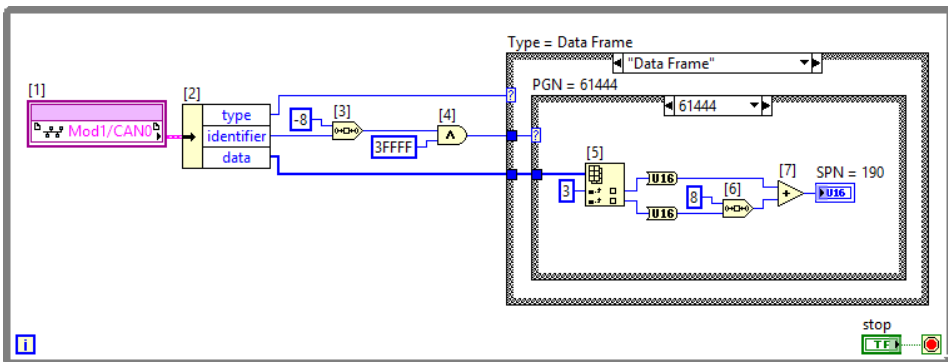 Type = Data Frame
"Data Frame"
[1]
[2]
PGN = 61444
[3]
[4]
61444
Mod1/CAN0
type
identifier
data
-8
3FFFF
[5]
[7]
SPN = 190
3
U16
U16
8
[6]
U16
stop
TF
i